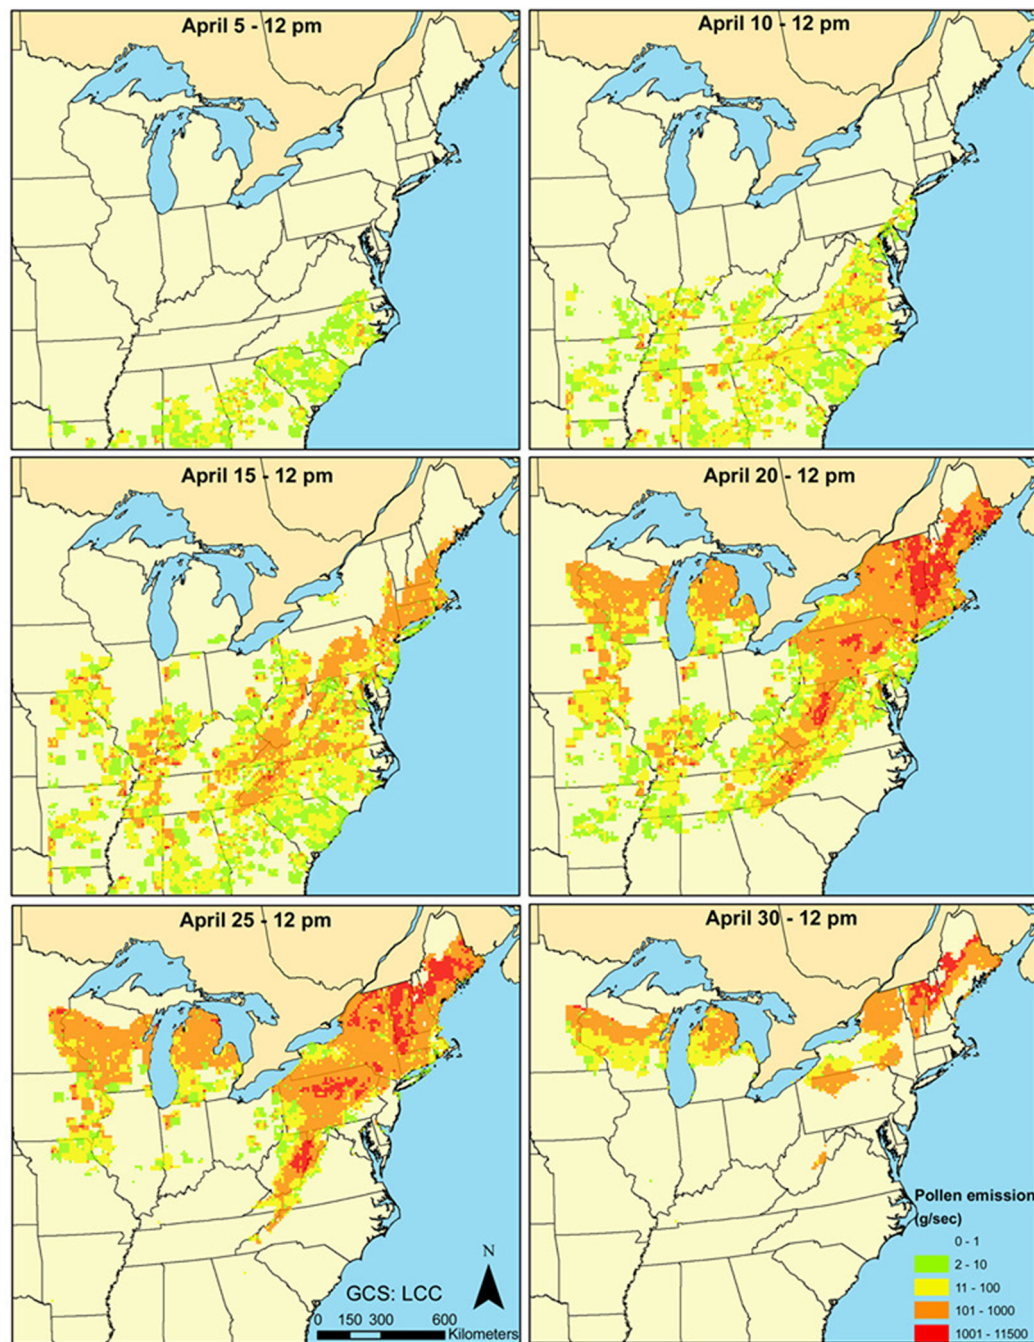 April 5 - 12 pm
April 10 - 12 pm
April 15 - 12 pm
April 20 - 12 pm
April 25 - 12 pm
April 30 - 12 pm
N
GCS: LCC
0 150 300 600
Kilometers
Pollen emission
(g/sec)
0 - 1
2 - 10
11 - 100
101 - 1000
1001 - 11500